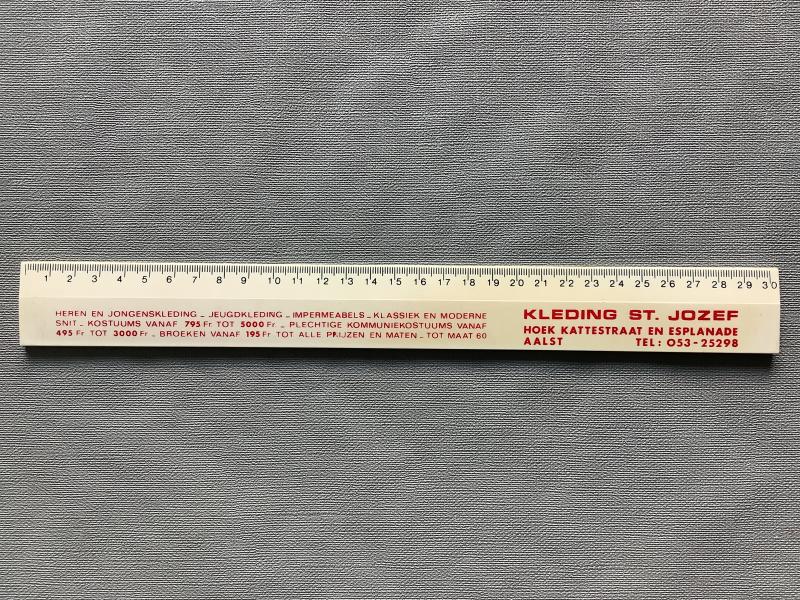 1 2 3 4 5 6 7 8 9 10 11 12 13 14 15 16 17 18 19 20 21 22 23 24 25 26 27 28 29 30
HEREN EN JONGENSKLEDING _ JEUGDKLEDING _ IMPERMEABELS _ KLASSIEK EN MODERNE
SNIT _ KOSTUUMS VANAF 795 Fr TOT 5000 Fr _ PLECHTIGE KOMMUNIEKOSTUUMS VANAF
495 Fr TOT 3000 Fr _ BROEKEN VANAF 195 Fr TOT ALLE PRIJZEN EN MATEN _ TOT MAAT 60
KLEDING ST. JOZEF
HOEK KATTESTRAAT EN ESPLANADE
AALST TEL: 053-25298